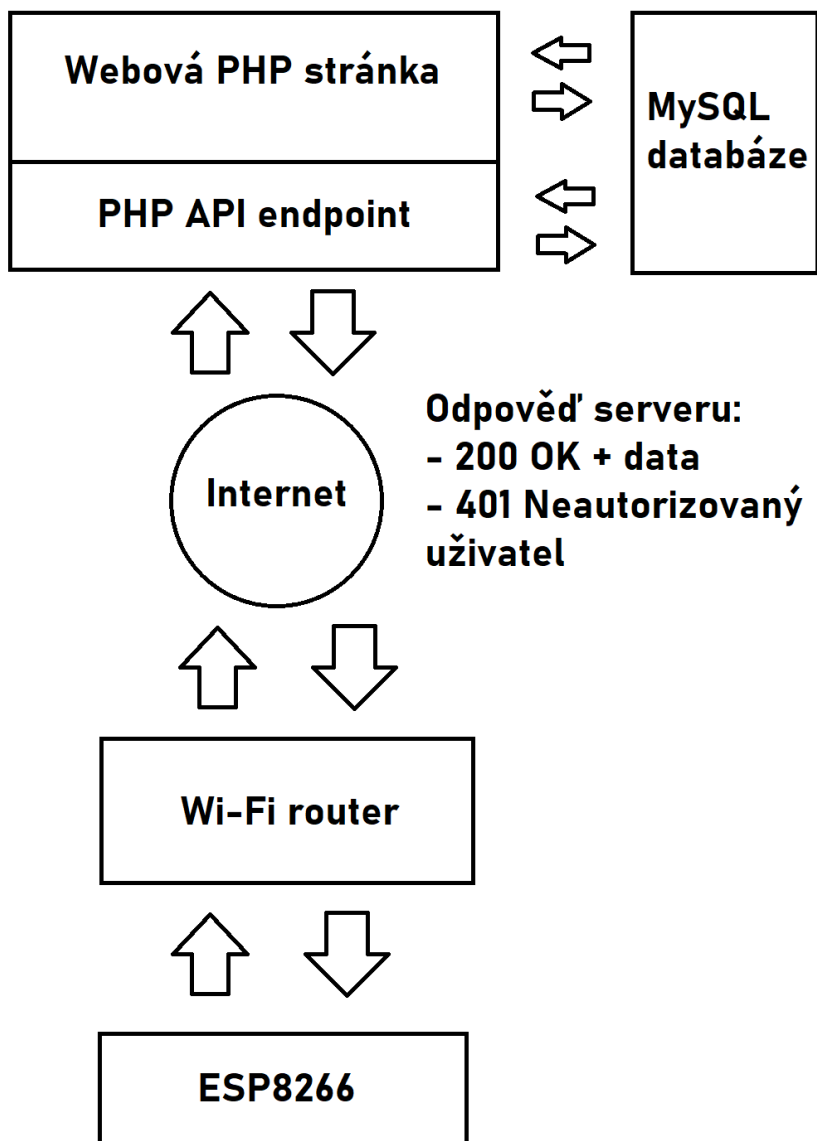 Webová PHP stránka
MySQL
databáze
PHP API endpoint
Odpověď serveru:
- 200 OK + data
- 401 Neautorizovaný
uživatel
Internet
Wi-Fi router
ESP8266